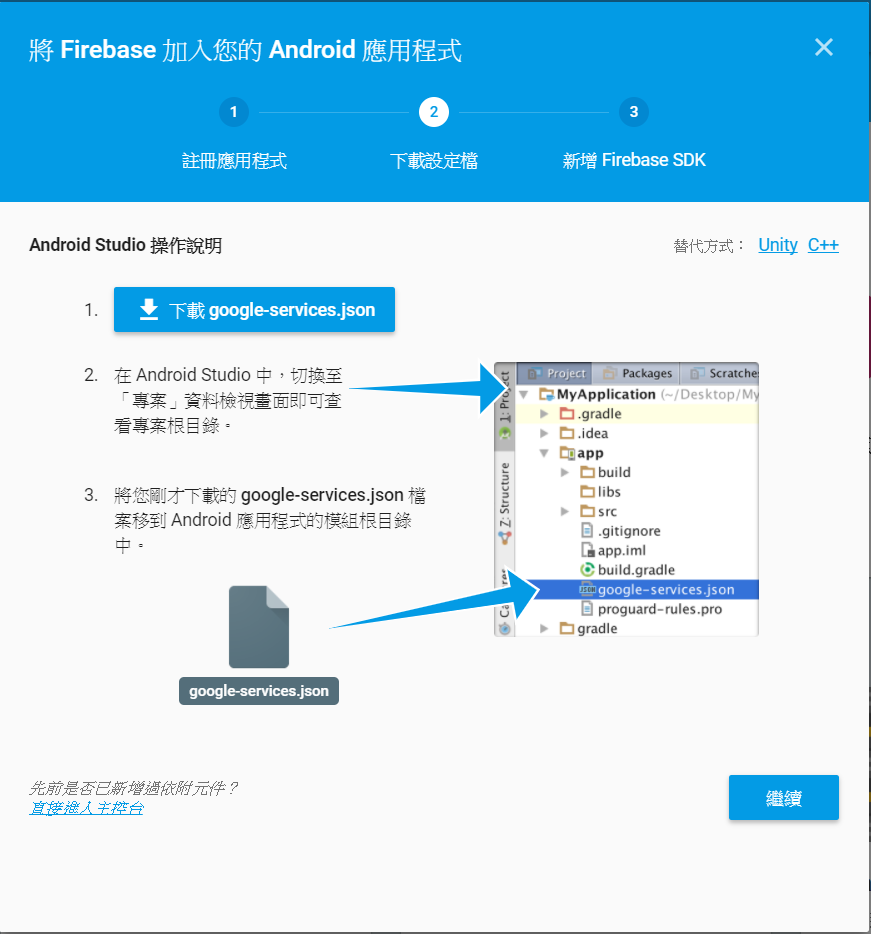 將 Firebase 加入您的 Android 應用程式
1
2
3
註冊應用程式
下載設定檔
新增 Firebase SDK
Android Studio 操作說明
替代方式： Unity C++
1. 下載 google-services.json
2. 在 Android Studio 中，切換至
「專案」資料檢視畫面即可查
看專案根目錄。
3. 將您剛才下載的 google-services.json 檔
案移到 Android 應用程式的模組根目錄
中。
google-services.json
1: Project
Z: Structure
Project Packages Scratches
MyApplication (~/Desktop/My
.gradle
.idea
app
build
libs
src
.gitignore
app.iml
build.gradle
google-services.json
proguard-rules.pro
gradle
先前是否已新增過依附元件？
直接進入主控台
繼續